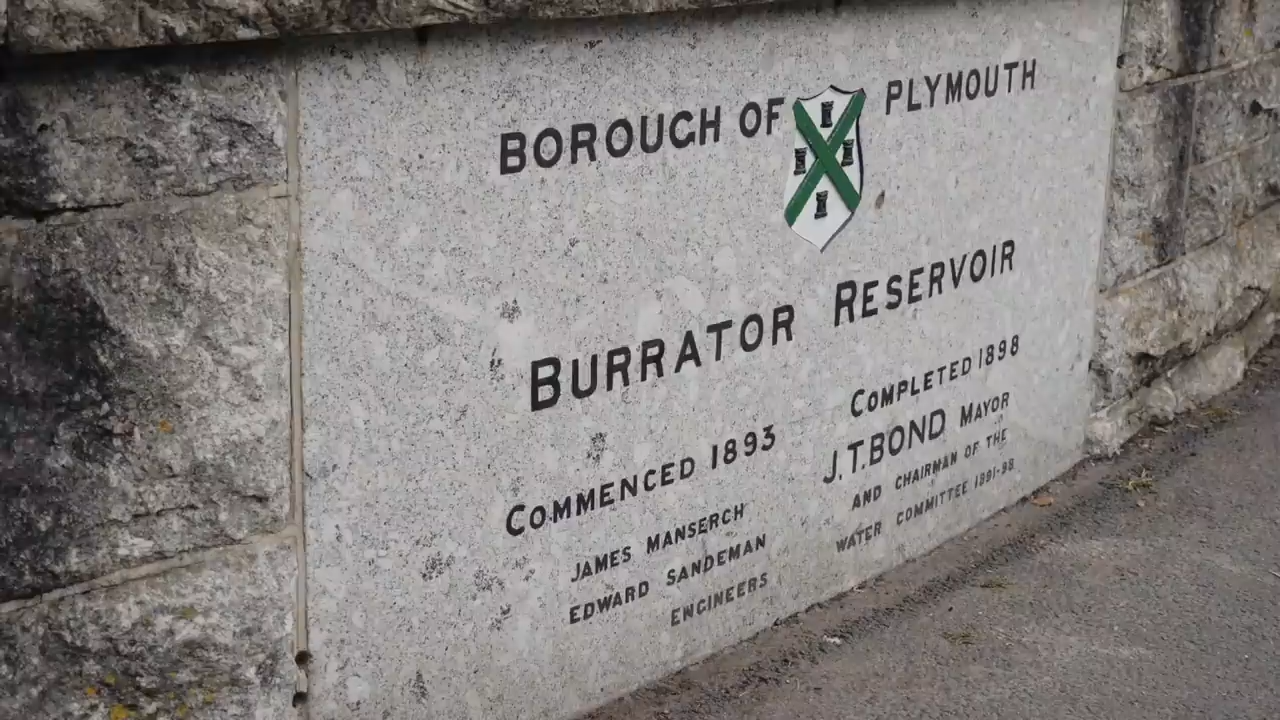 BOROUGH OF PLYMOUTH
BURRATOR RESERVOIR
COMMENCED 1893
COMPLETED 1898
JAMES MANSERCH
EDWARD SANDEMAN
ENGINEERS
J.T.BOND MAYOR
AND CHAIRMAN OF THE
WATER COMMITTEE 1891-98